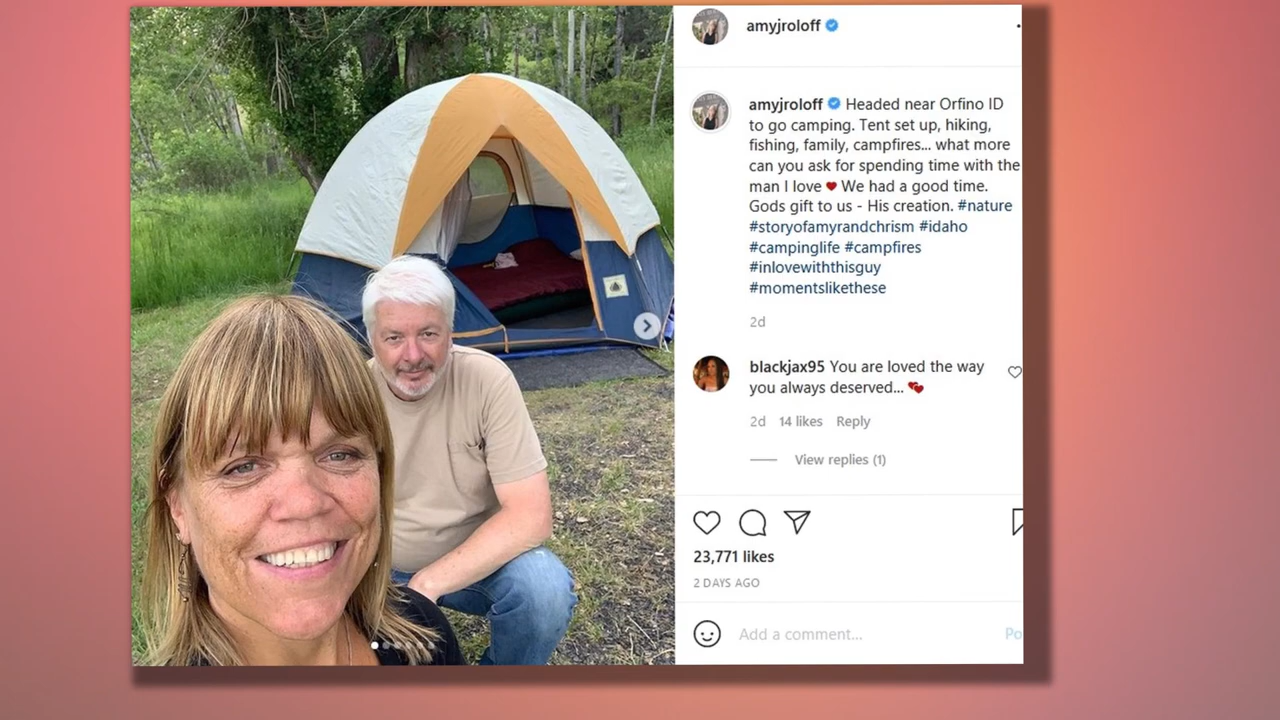 amyjroloff
amyjroloff Headed near Orfino ID
to go camping. Tent set up, hiking,
fishing, family, campfires... what more
can you ask for spending time with the
man I love ❤ We had a good time.
Gods gift to us - His creation. #nature
#storyofamyrandchrism #idaho
#campinglife #campfires
#inlovewiththisguy
#momentslikethese
2d
blackjax95 You are loved the way
you always deserved... 💕
2d 14 likes Reply
View replies (1)
23,771 likes
2 DAYS AGO
Add a comment... Po